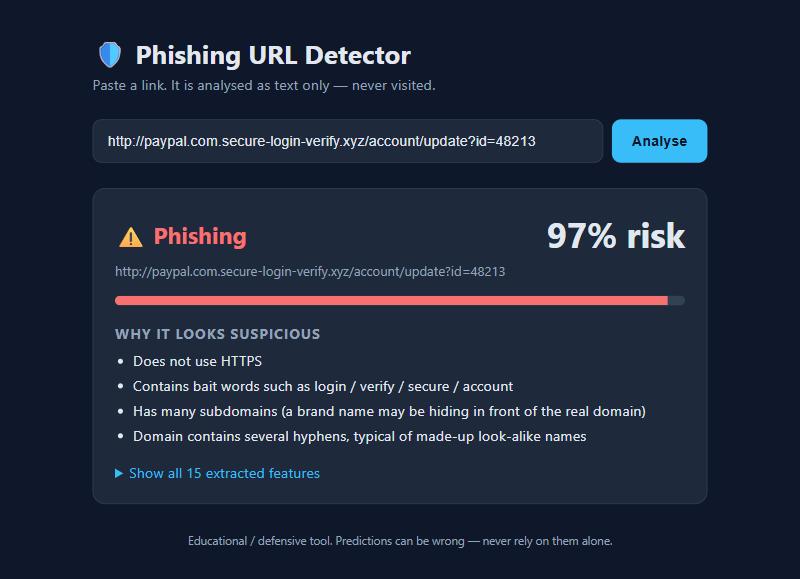 Phishing URL Detector
Paste a link. It is analysed as text only — never visited.
http://paypal.com.secure-login-verify.xyz/account/update?id=48213
Analyse
Phishing
97% risk
http://paypal.com.secure-login-verify.xyz/account/update?id=48213
WHY IT LOOKS SUSPICIOUS
• Does not use HTTPS
• Contains bait words such as login / verify / secure / account
• Has many subdomains (a brand name may be hiding in front of the real domain)
• Domain contains several hyphens, typical of made-up look-alike names
▶ Show all 15 extracted features
Educational / defensive tool. Predictions can be wrong — never rely on them alone.